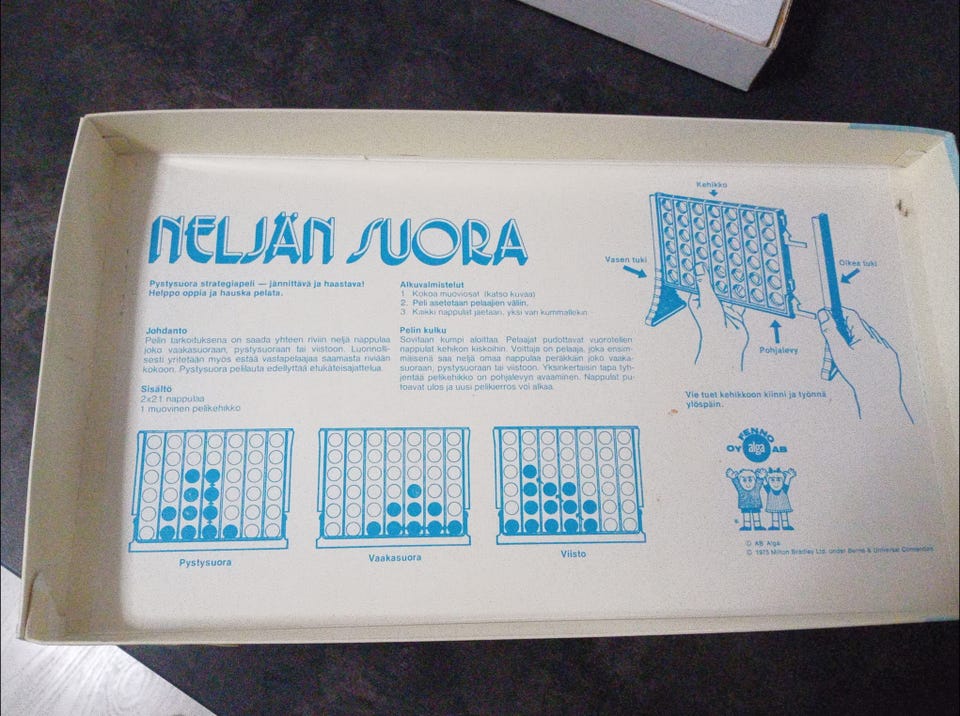 NELJÄN SUORA
Pystysuora strategiapeli — jännittävä ja haastava!
Helppo oppia ja hauska pelata.
Johdanto
Pelin tarkoituksena on saada yhteen riviin neljä nappulaa
joko vaakasuoraan, pystysuoraan tai viistoon. Luonnolli-
sesti yritetään myös estää vastapelaajaa saamasta riviään
kokoon. Pystysuora pelilauta edellyttää etukäteisajattelua.
Sisältö
2x21 nappulaa
1 muovinen pelikehikko
Alkuvalmistelut
1. Kokoa muoviosat (katso kuvaa)
2. Peli asetetaan pelaajien väliin.
3. Kaikki nappulat jaetaan, yksi väri kummallekin
Pelin kulku
Sovitaan kumpi aloittaa. Pelaajat pudottavat vuorotellen
nappulat kehikon kiskoihin. Voittaja on pelaaja, joka ensim-
mäisenä saa neljä omaa nappulaa peräkkäin joko vaaka-
suoraan, pystysuoraan tai viistoon. Yksinkertaisin tapa tyh-
jentää pelikehikko on pohjalevyn avaaminen. Nappulat pu-
toavat ulos ja uusi pelikierros voi alkaa.
Kehikko
Vasen tuki
Oikea tuki
Pohjalevy
Vie tuet kehikkoon kiinni ja työnnä
ylöspäin.
Pystysuora
Vaakasuora
Viisto
OY FENNO AB
alga
© AB Alga
© 1975 Milton Bradley Ltd. under Berne & Universal Convention